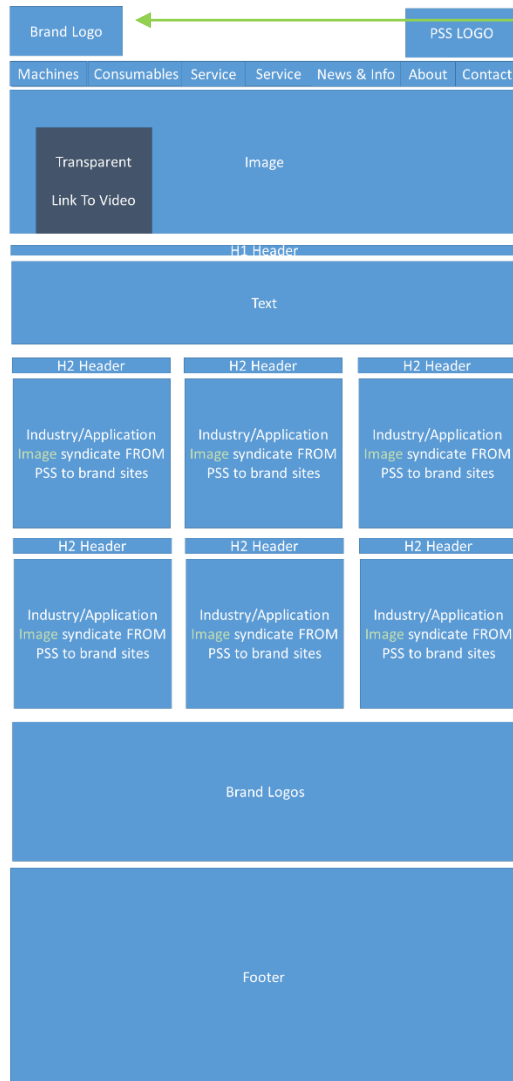 Brand Logo
PSS LOGO
Machines Consumables Service Service News & Info About Contact
Transparent
Link To Video
Image
H1 Header
Text
H2 Header H2 Header H2 Header
Industry/Application
Image syndicate FROM
PSS to brand sites
Industry/Application
Image syndicate FROM
PSS to brand sites
Industry/Application
Image syndicate FROM
PSS to brand sites
H2 Header H2 Header H2 Header
Industry/Application
Image syndicate FROM
PSS to brand sites
Industry/Application
Image syndicate FROM
PSS to brand sites
Industry/Application
Image syndicate FROM
PSS to brand sites
Brand Logos
Footer